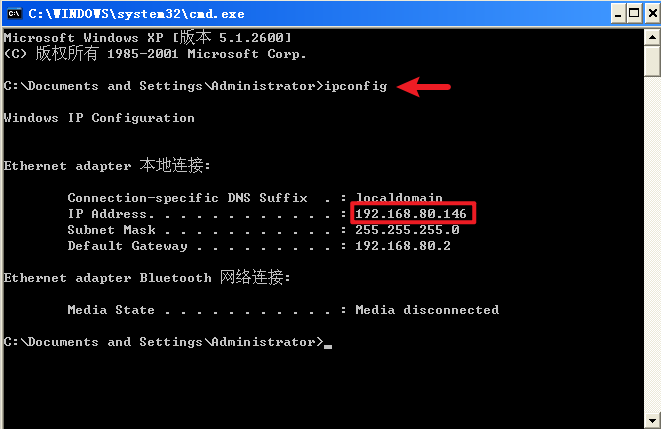 C:\WINDOWS\system32\cmd.exe
Microsoft Windows XP [版本 5.1.2600]
(C) 版权所有 1985-2001 Microsoft Corp.
C:\Documents and Settings\Administrator>ipconfig
Windows IP Configuration
Ethernet adapter 本地连接:
Connection-specific DNS Suffix  . : localdomain
IP Address. . . . . . . . . . . . : 192.168.80.146
Subnet Mask . . . . . . . . . . . : 255.255.255.0
Default Gateway . . . . . . . . . : 192.168.80.2
Ethernet adapter Bluetooth 网络连接:
Media State . . . . . . . . . . . : Media disconnected
C:\Documents and Settings\Administrator>_